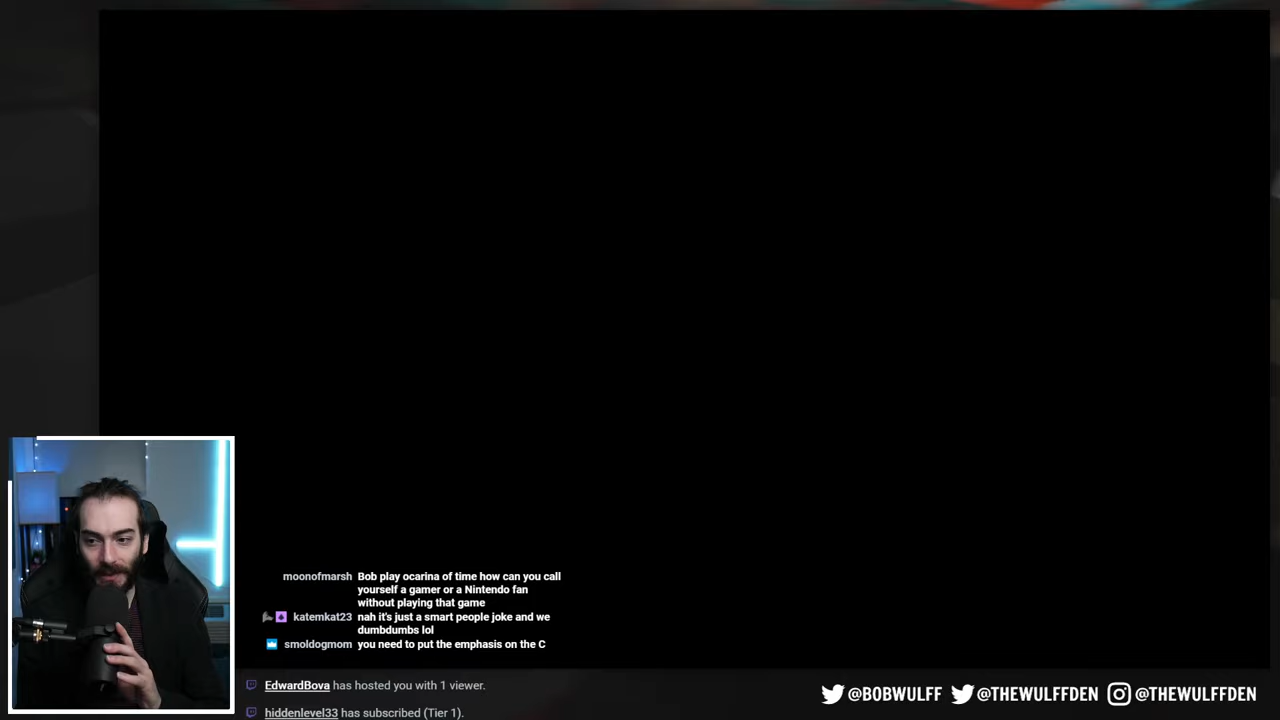 moonofmarsh Bob play ocarina of time how can you call
yourself a gamer or a Nintendo fan
without playing that game
katemkat23 nah it's just a smart people joke and we
dumbdumbs lol
smoldogmom you need to put the emphasis on the C
EdwardBova has hosted you with 1 viewer.
hiddenlevel33 has subscribed (Tier 1).
@BOBWULFF @THEWULFFDEN @THEWULFFDEN